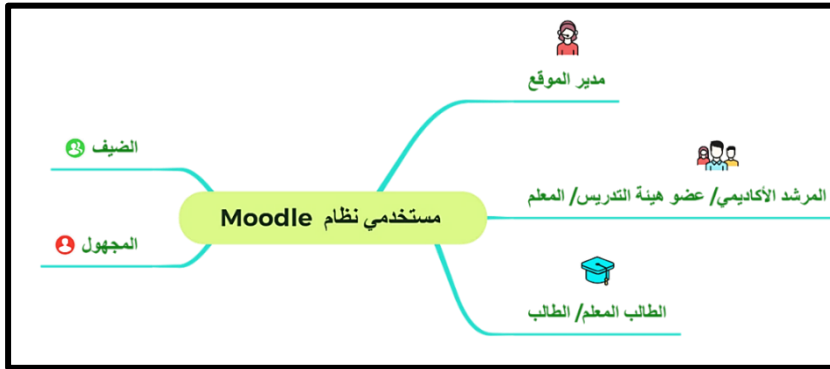 مدير الموقع
الضيف
المرشد الأكاديمي/ عضو هيئة التدريس/ المعلم
مستخدمي نظام Moodle
المجهول
الطالب المعلم/ الطالب